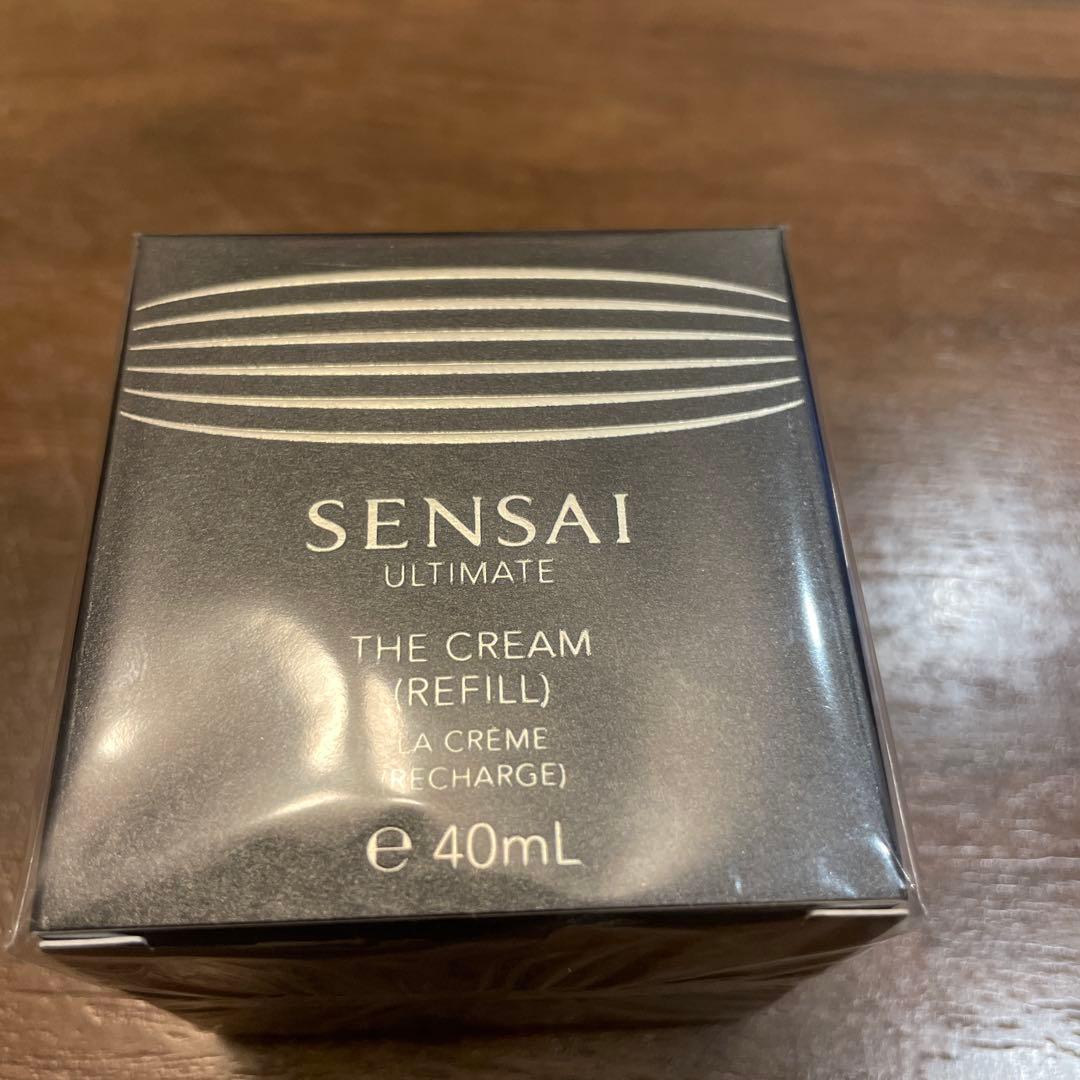 SENSAI
ULTIMATE
THE CREAM
(REFILL)
LA CRÈME
(RECHARGE)
e 40mL